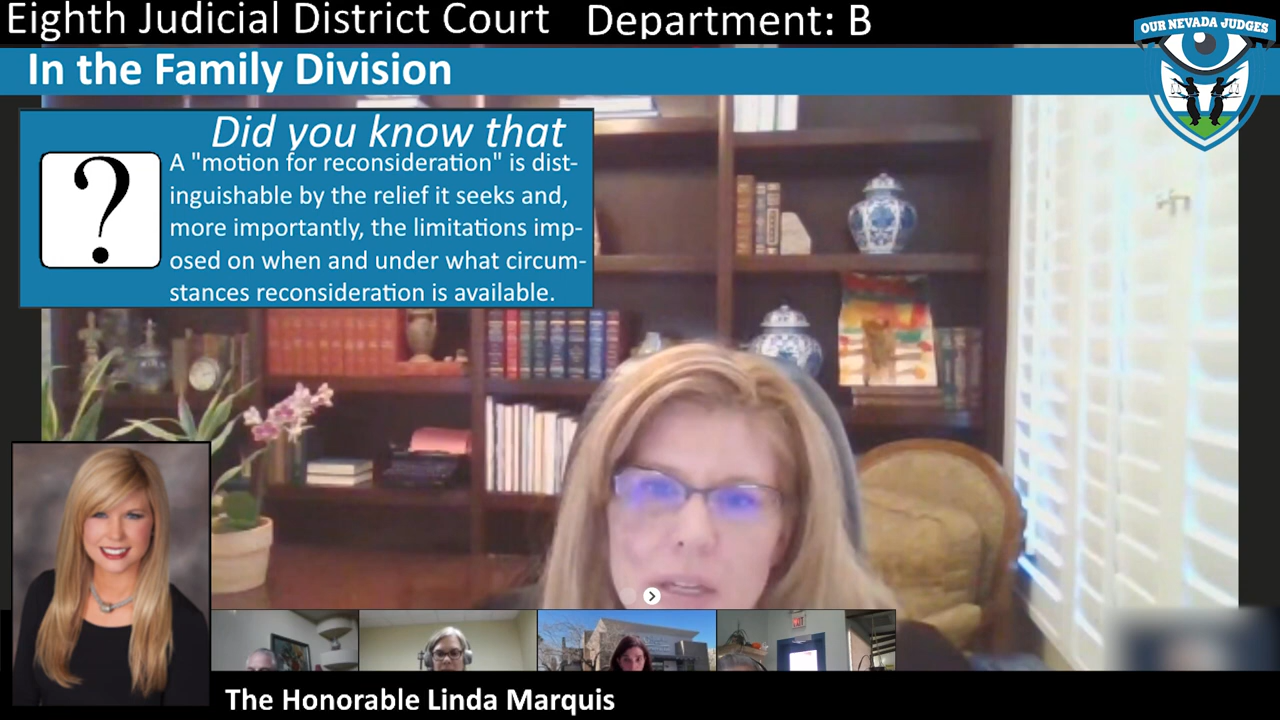 Eighth Judicial District Court Department: B
OUR NEVADA JUDGES
In the Family Division
Did you know that
?
A "motion for reconsideration" is dist-
inguishable by the relief it seeks and,
more importantly, the limitations imp-
osed on when and under what circum-
stances reconsideration is available.
The Honorable Linda Marquis